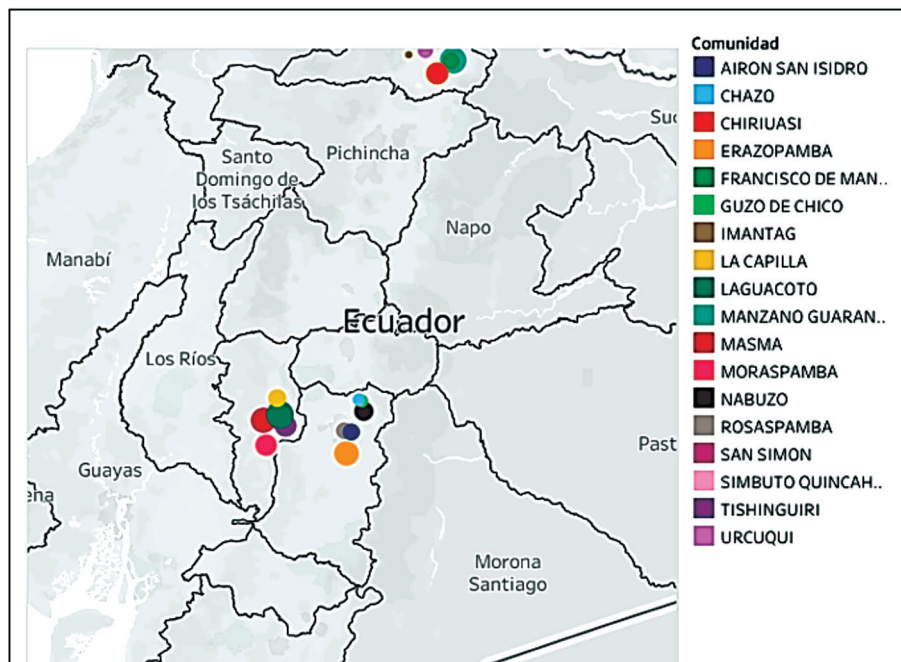 Comunidad
AIRON SAN ISIDRO
CHAZO
CHIRIUASI
ERAZOPAMBA
FRANCISCO DE MAN..
GUZO DE CHICO
IMANTAG
LA CAPILLA
LAGUACOTO
MANZANO GUARAN..
MASMA
MORASPAMBA
NABUZO
ROSASPAMBA
SAN SIMON
SIMBUTO QUINCAH..
TISHINGUIRI
URCUQUI
Suc
Pichincha
Santo
Domingo de
los Tsáchilas
Napo
Manabí
Ecuador
Los Ríos
Guayas
Past
ena
Morona
Santiago